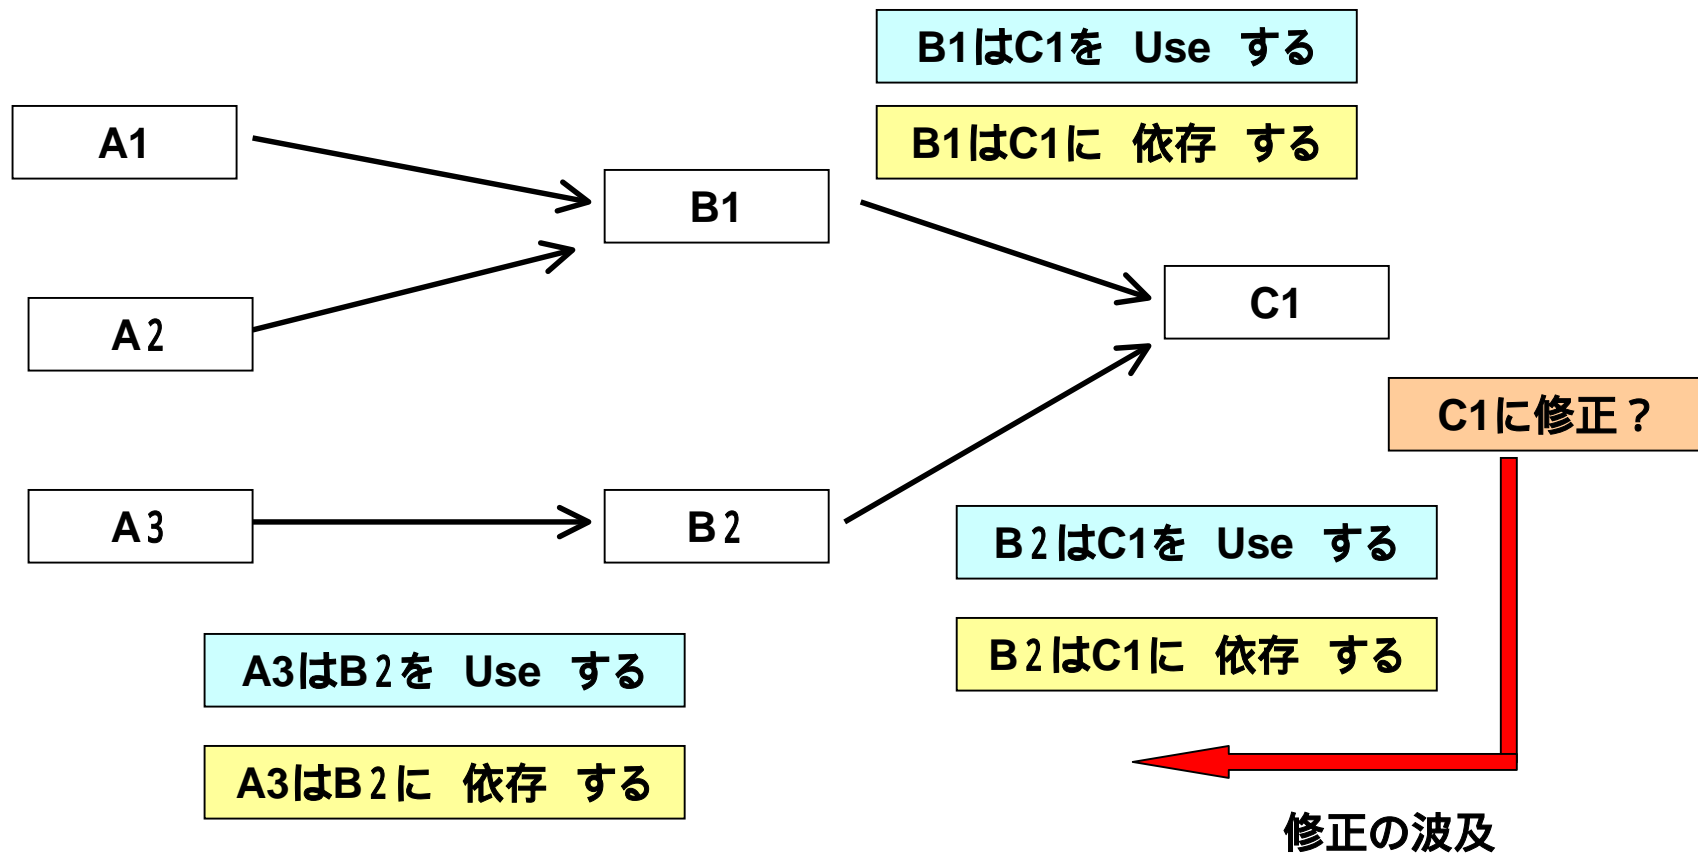 B1はC1を Use する
B1はC1に 依存 する
A1
B1
A２
C1
C1に修正？
A３
B２
B２はC1を Use する
B２はC1に 依存 する
A3はB２を Use する
A3はB２に 依存 する
修正の波及